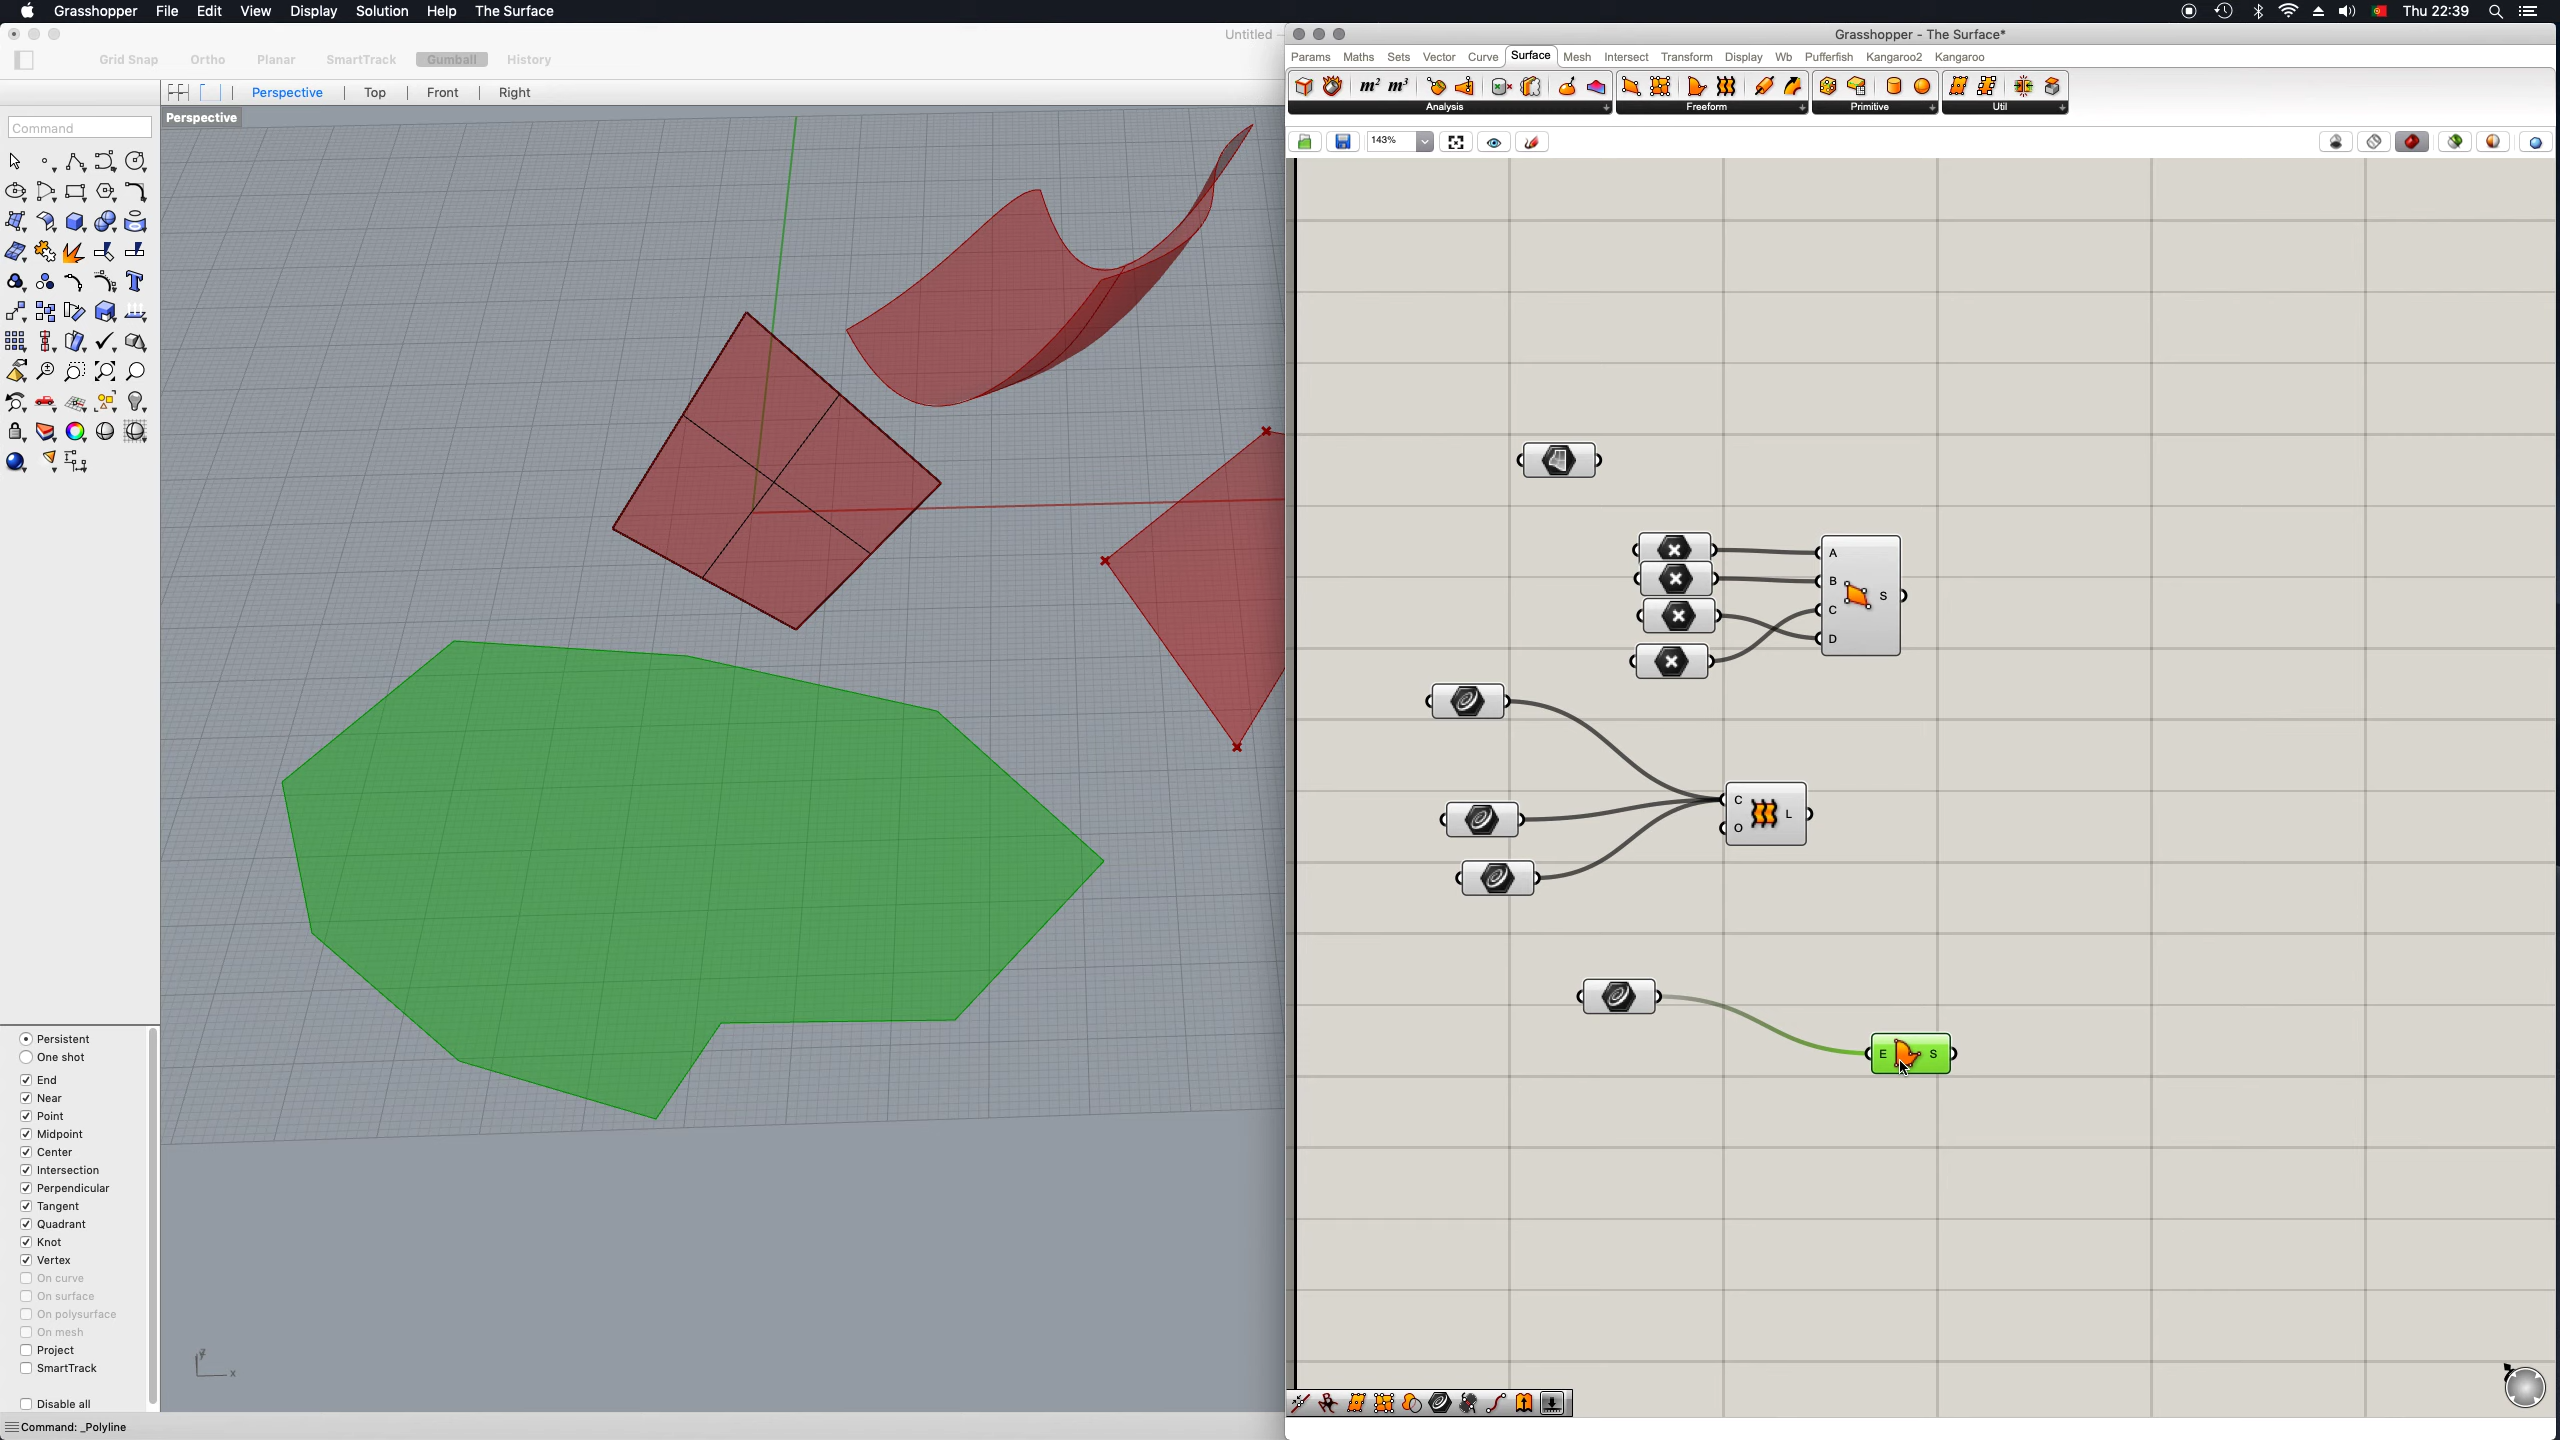 Grasshopper File Edit View Display Solution Help The Surface
Thu 22:39
Untitled —
Grasshopper - The Surface*
Grid Snap Ortho Planar SmartTrack Gumball History
Params Maths Sets Vector Curve Surface Mesh Intersect Transform Display Wb Pufferfish Kangaroo2 Kangaroo
m² m³
Perspective Top Front Right
Analysis Freeform Primitive Util
Perspective
Command
143%
A
B
C
D
S
C
O
L
E S
Persistent
One shot
End
Near
Point
Midpoint
Center
Intersection
Perpendicular
Tangent
Quadrant
Knot
Vertex
On curve
On surface
On polysurface
On mesh
Project
SmartTrack
Disable all
x
Command: _Polyline